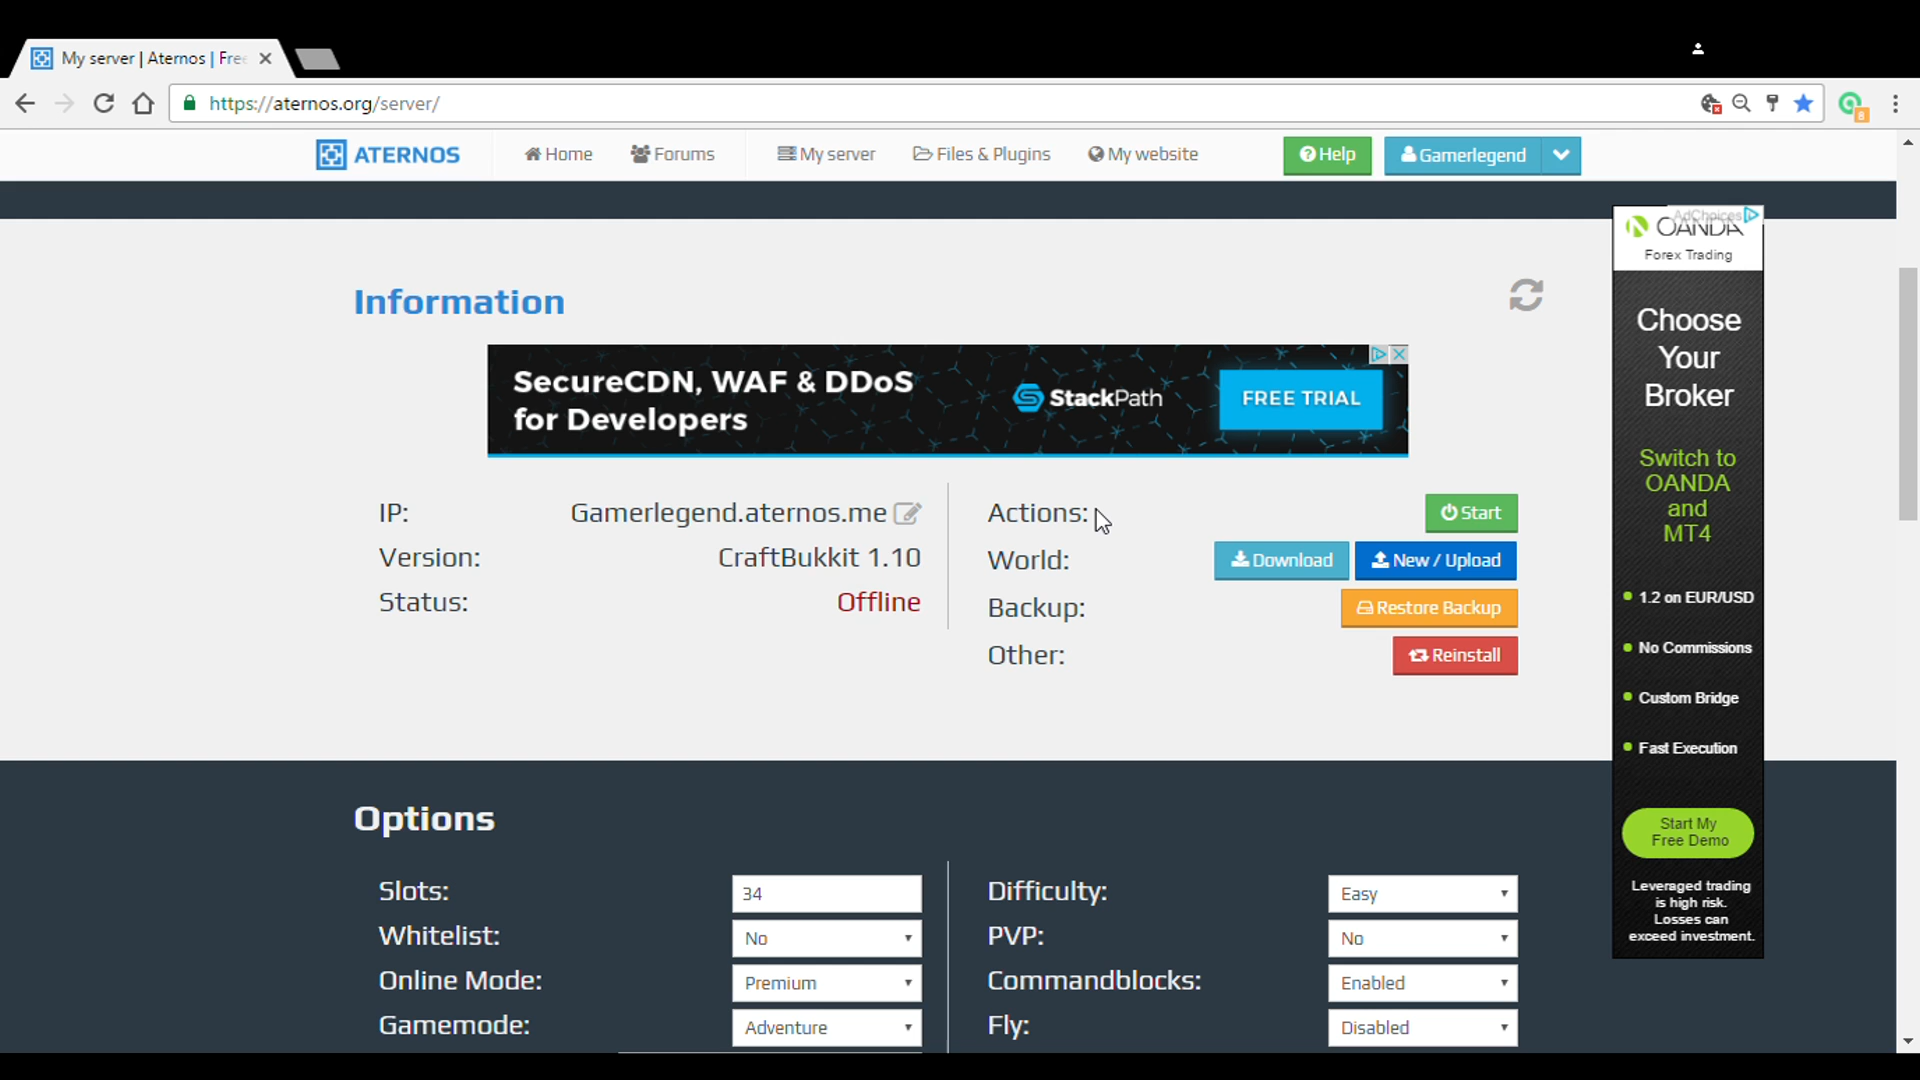 My server | Aternos | Free
https://aternos.org/server/
8
ATERNOS
Home
Forums
My server
Files & Plugins
My website
Help
Gamerlegend
Information
SecureCDN, WAF & DDoS
for Developers
StackPath
FREE TRIAL
IP:
Gamerlegend.aternos.me
Version:
CraftBukkit 1.10
Status:
Offline
Actions:
Start
World:
Download
New / Upload
Backup:
Restore Backup
Other:
Reinstall
Options
Slots:
34
Whitelist:
No
Online Mode:
Premium
Gamemode:
Adventure
Difficulty:
Easy
PVP:
No
Commandblocks:
Enabled
Fly:
Disabled
AdChoices
OANDA
Forex Trading
Choose
Your
Broker
Switch to
OANDA
and
MT4
1.2 on EUR/USD
No Commissions
Custom Bridge
Fast Execution
Start My
Free Demo
Leveraged trading
is high risk.
Losses can
exceed investment.